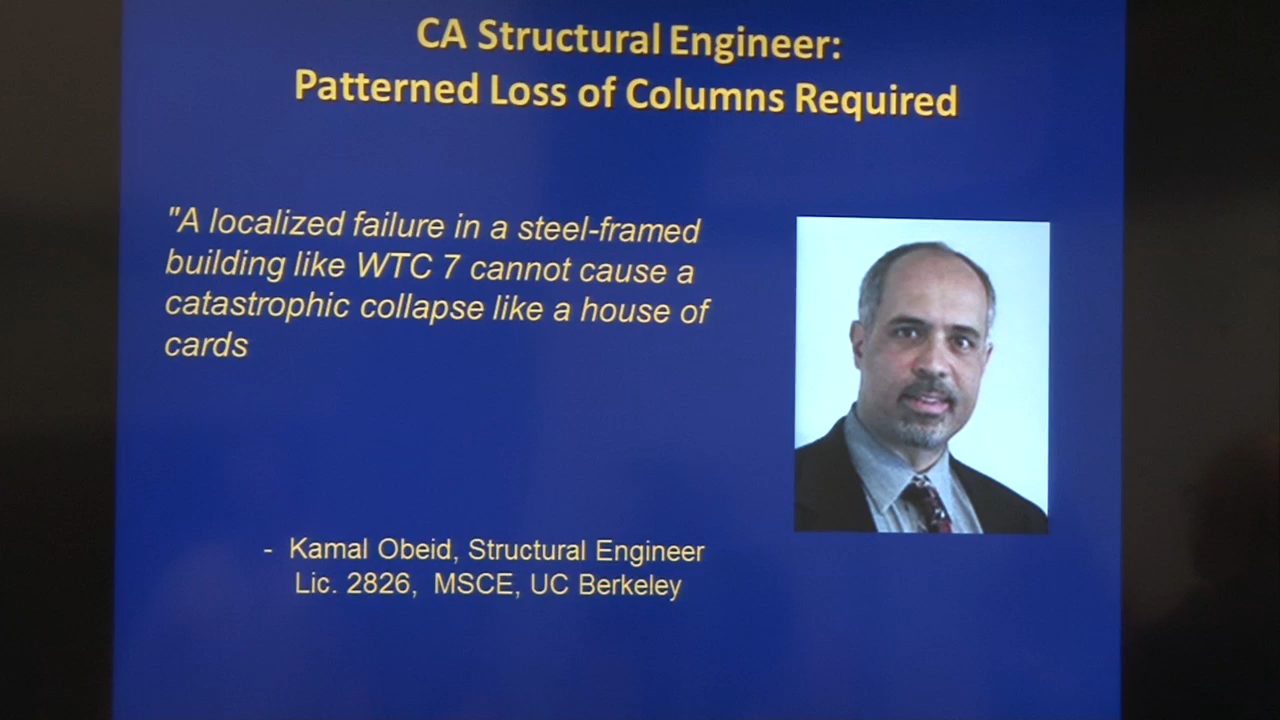 CA Structural Engineer:
Patterned Loss of Columns Required
"A localized failure in a steel-framed
building like WTC 7 cannot cause a
catastrophic collapse like a house of
cards
- Kamal Obeid, Structural Engineer
Lic. 2826, MSCE, UC Berkeley